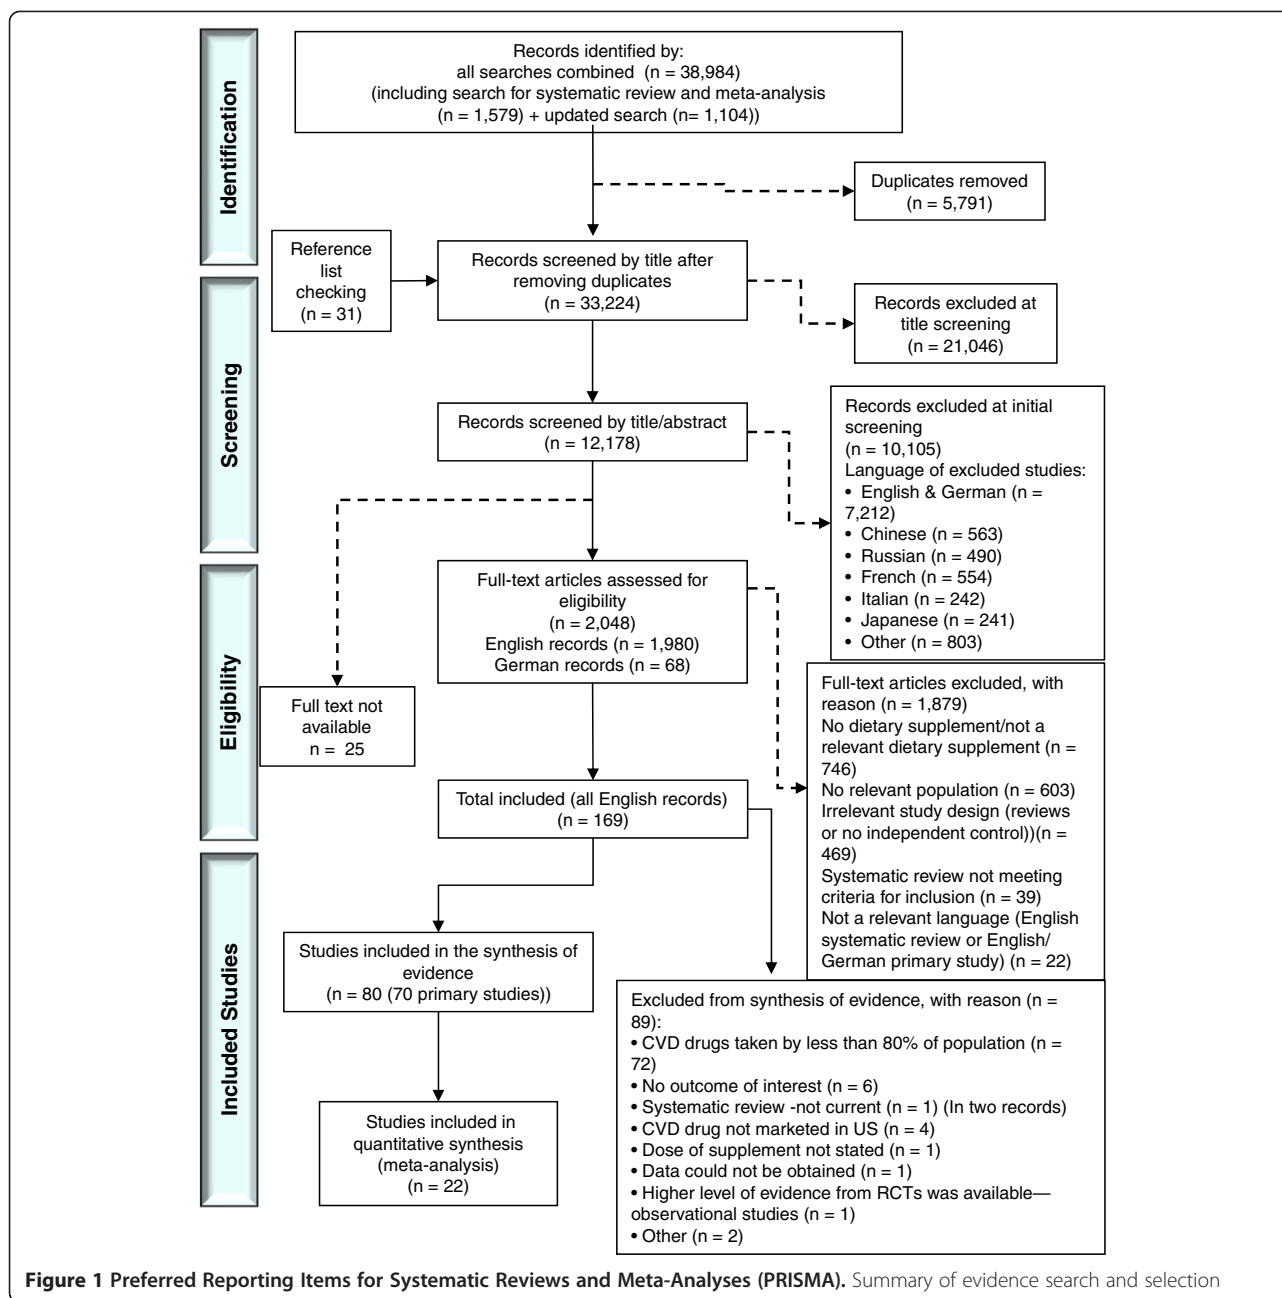 Identification
Screening
Eligibility
Included Studies
Records identified by:
all searches combined (n = 38,984)
(including search for systematic review and meta-analysis
(n = 1,579) + updated search (n= 1,104))
Duplicates removed
(n = 5,791)
Reference
list
checking
(n = 31)
Records screened by title after
removing duplicates
(n = 33,224)
Records excluded at
title screening
(n = 21,046)
Records screened by title/abstract
(n = 12,178)
Records excluded at initial
screening
(n = 10,105)
Language of excluded studies:
• English & German (n =
7,212)
• Chinese (n = 563)
• Russian (n = 490)
• French (n = 554)
• Italian (n = 242)
• Japanese (n = 241)
• Other (n = 803)
Full-text articles assessed for
eligibility
(n = 2,048)
English records (n = 1,980)
German records (n = 68)
Full text not
available
n = 25
Full-text articles excluded, with
reason (n = 1,879)
No dietary supplement/not a
relevant dietary supplement (n =
746)
No relevant population (n = 603)
Irrelevant study design (reviews
or no independent control))(n =
469)
Systematic review not meeting
criteria for inclusion (n = 39)
Not a relevant language (English
systematic review or English/
German primary study) (n = 22)
Total included (all English records)
(n = 169)
Studies included in the synthesis of
evidence
(n = 80 (70 primary studies))
Excluded from synthesis of evidence, with reason (n =
89):
• CVD drugs taken by less than 80% of population (n =
72)
• No outcome of interest (n = 6)
• Systematic review -not current (n = 1) (In two records)
• CVD drug not marketed in US (n = 4)
• Dose of supplement not stated (n = 1)
• Data could not be obtained (n = 1)
• Higher level of evidence from RCTs was available—
observational studies (n = 1)
• Other (n = 2)
Studies included in
quantitative synthesis
(meta-analysis)
(n = 22)
Figure 1 Preferred Reporting Items for Systematic Reviews and Meta-Analyses (PRISMA). Summary of evidence search and selection